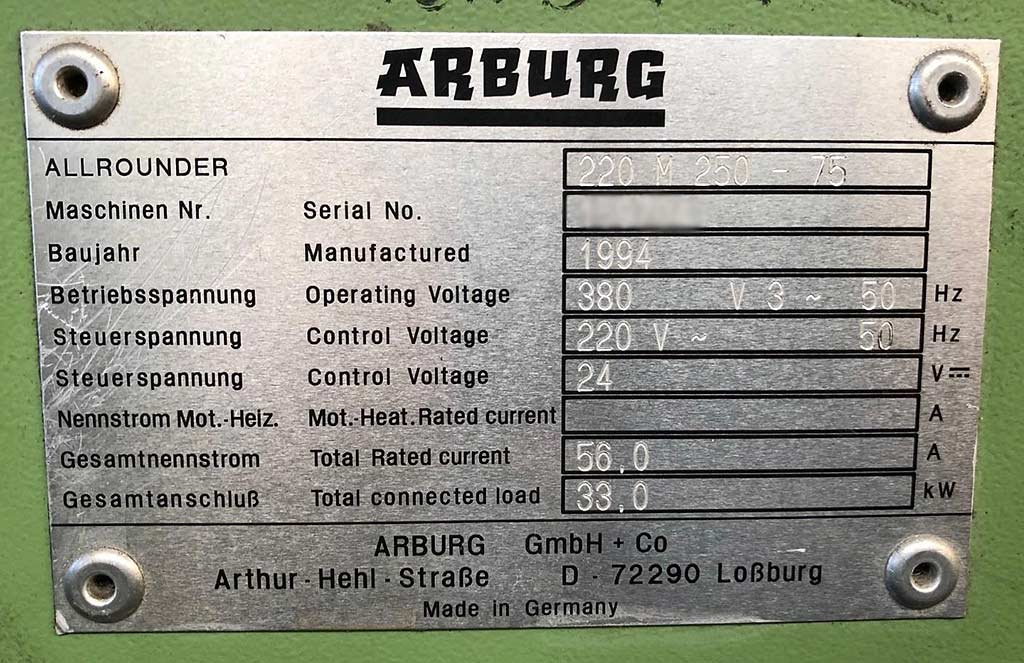 ARBURG
ALLROUNDER 220 M 250 - 75
Maschinen Nr. Serial No.
Baujahr Manufactured 1994
Betriebsspannung Operating Voltage 380 V 3 ~ 50 Hz
Steuerspannung Control Voltage 220 V ~ 50 Hz
Steuerspannung Control Voltage 24 V ⎓
Nennstrom Mot.-Heiz. Mot.-Heat.Rated current A
Gesamtnennstrom Total Rated current 56,0 A
Gesamtanschluß Total connected load 33,0 kW
ARBURG GmbH + Co
Arthur - Hehl - Straße D - 72290 Loßburg
Made in Germany